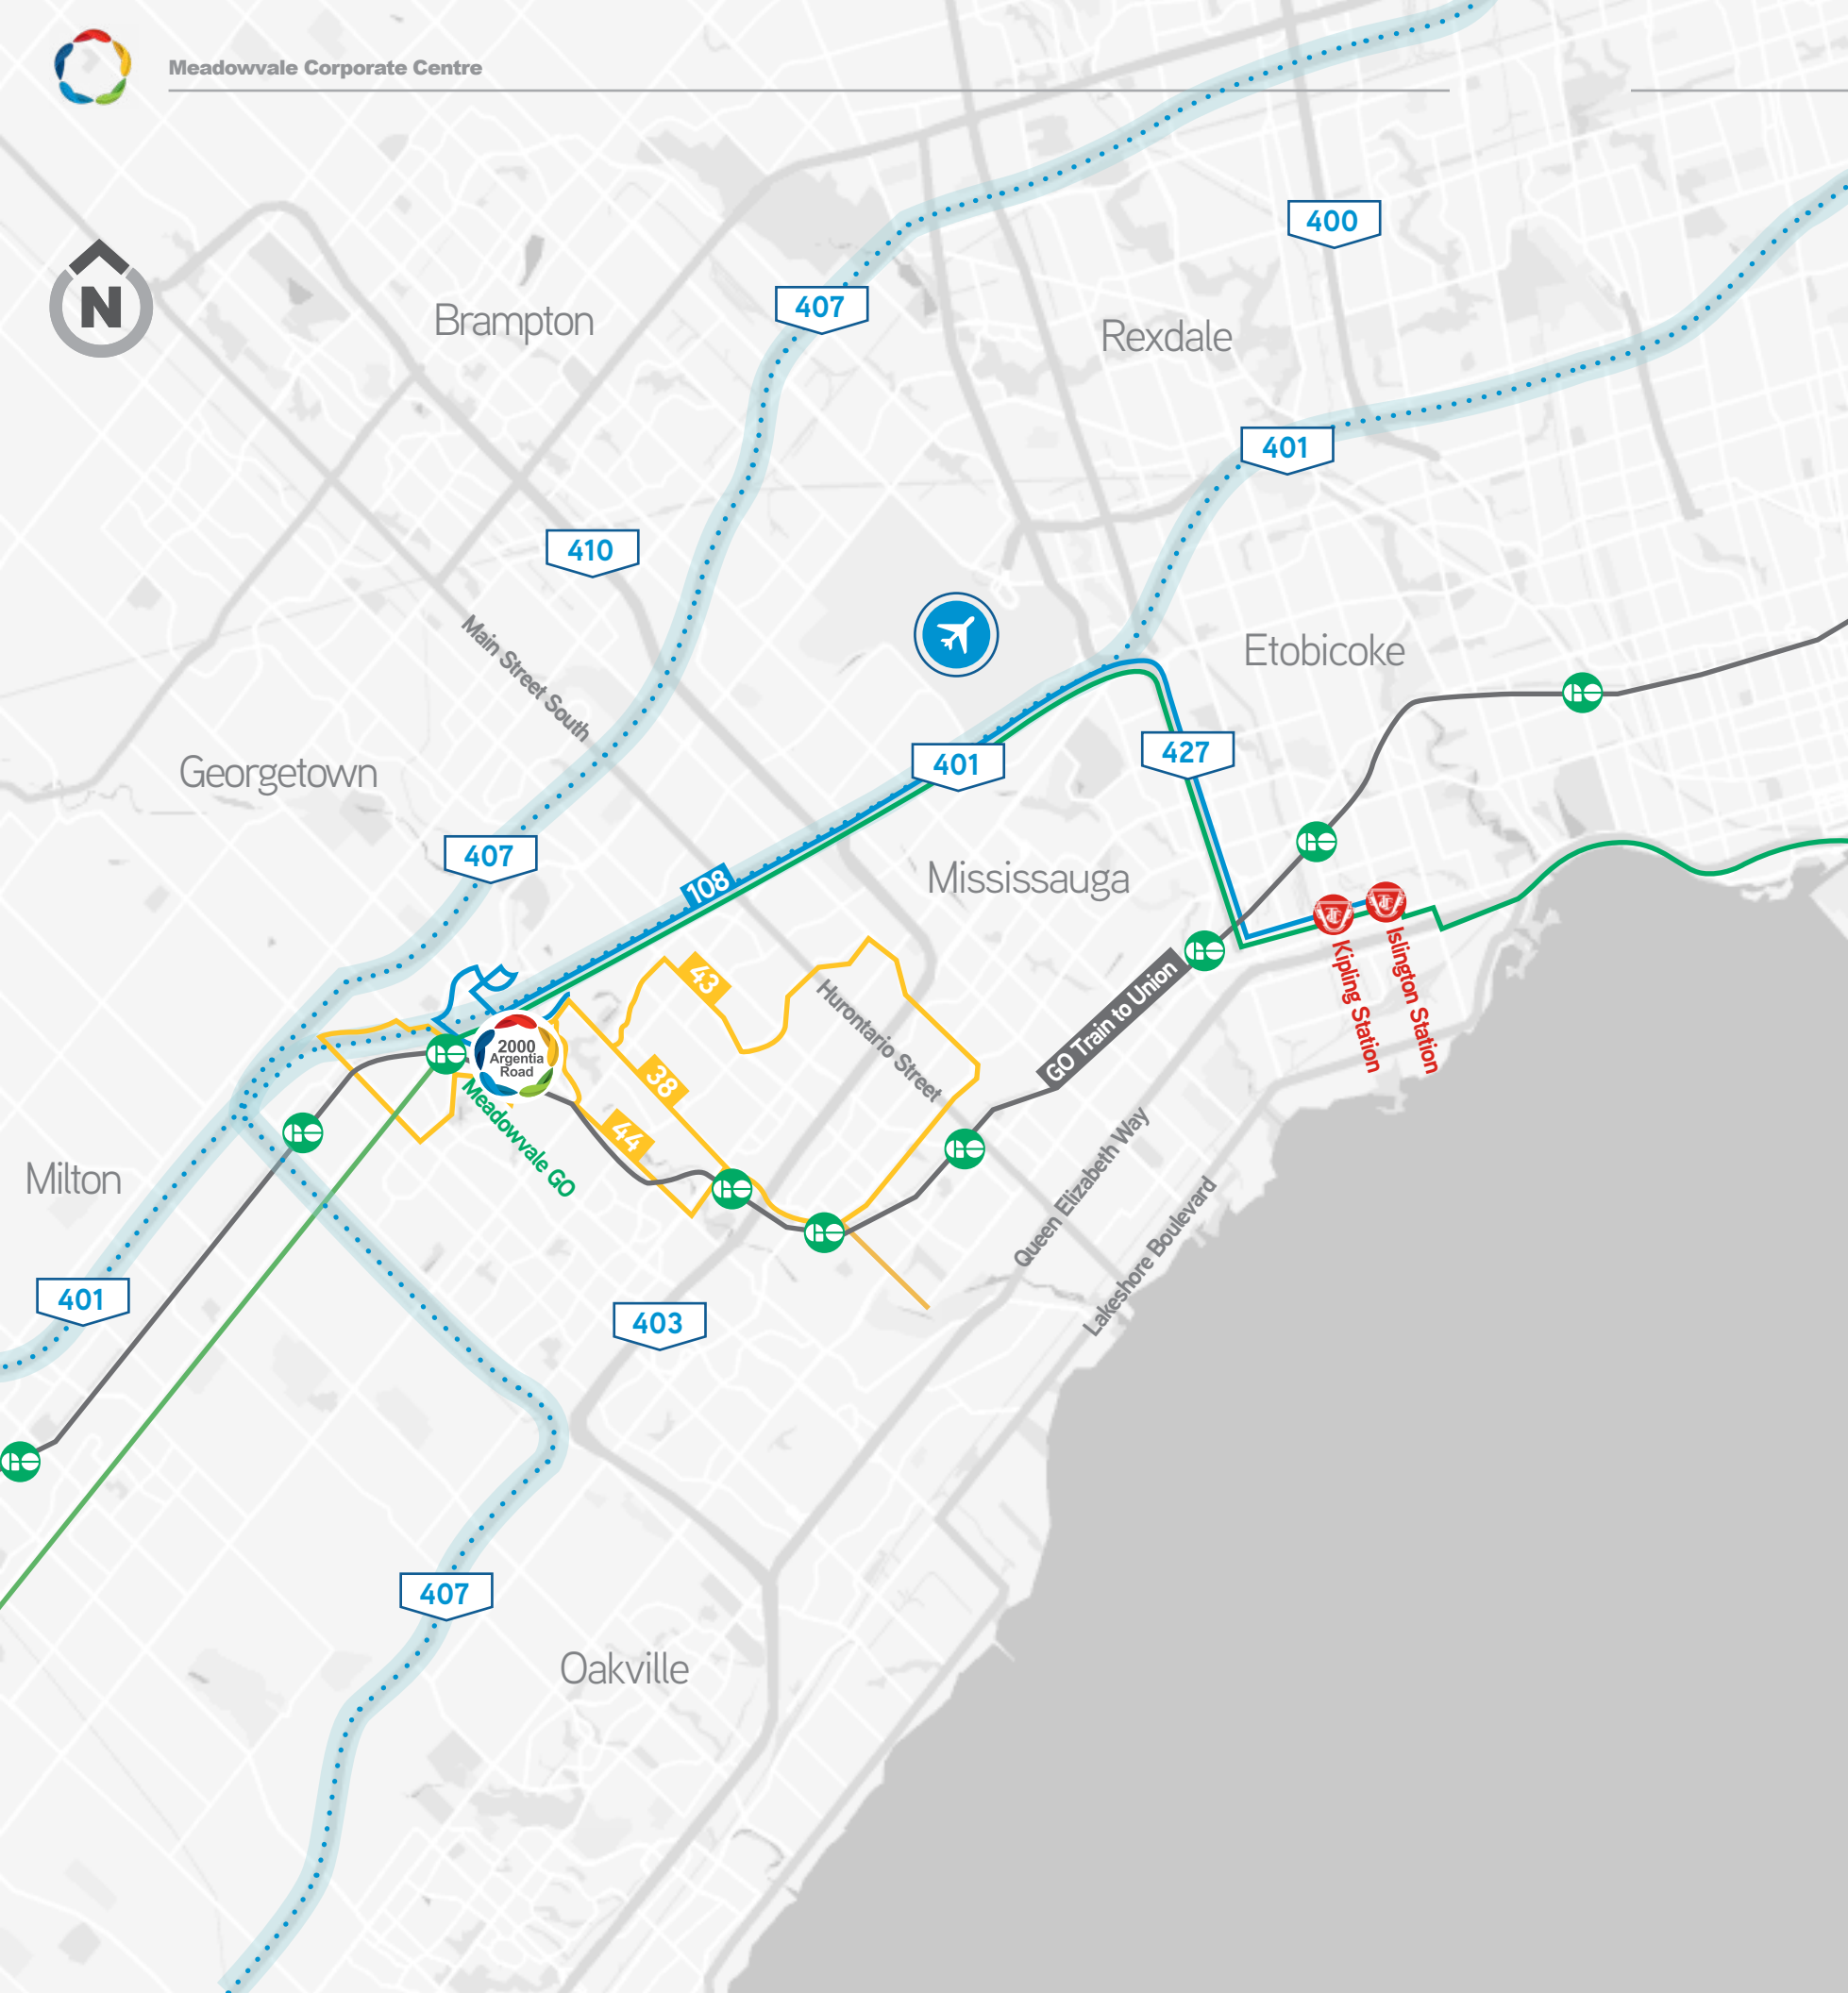 Meadowvale Corporate Centre
400
N
407
Brampton
Rexdale
401
410
Main Street South
Etobicoke
Georgetown
401
427
407
108
Mississauga
43
Kipling Station
Islington Station
GO Train to Union
Hurontario Street
2000
Argentia
Road
38
44
Meadowvale GO
Milton
Queen Elizabeth Way
Lakeshore Boulevard
401
403
407
Oakville